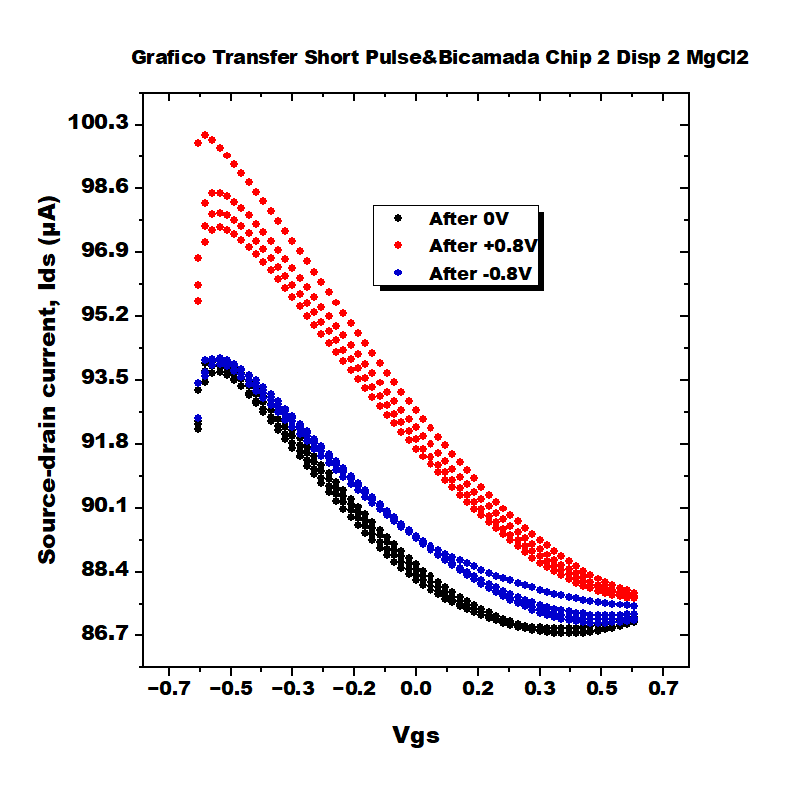 Grafico Transfer Short Pulse&Bicamada Chip 2 Disp 2 MgCl2
100.3
98.6
96.9
95.2
93.5
91.8
90.1
88.4
86.7
Source-drain current, Ids (μA)
After 0V
After +0.8V
After -0.8V
−0.7 −0.5 −0.3 −0.2 0.0 0.2 0.3 0.5 0.7
Vgs